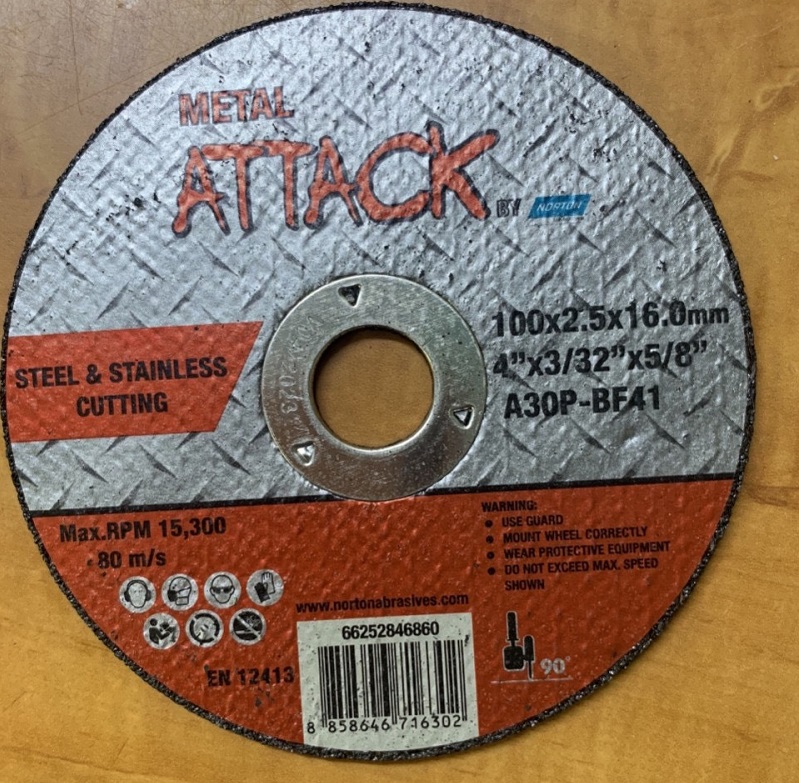 METAL
ATTACK
BY NORTON
100x2.5x16.0mm
4"x3/32"x5/8"
A30P-BF41
STEEL & STAINLESS
CUTTING
Max.RPM 15,300
80 m/s
WARNING:
• USE GUARD
• MOUNT WHEEL CORRECTLY
• WEAR PROTECTIVE EQUIPMENT
• DO NOT EXCEED MAX. SPEED
SHOWN
www.nortonabrasives.com
66252846860
EN 12413
8 858646 716302
90°